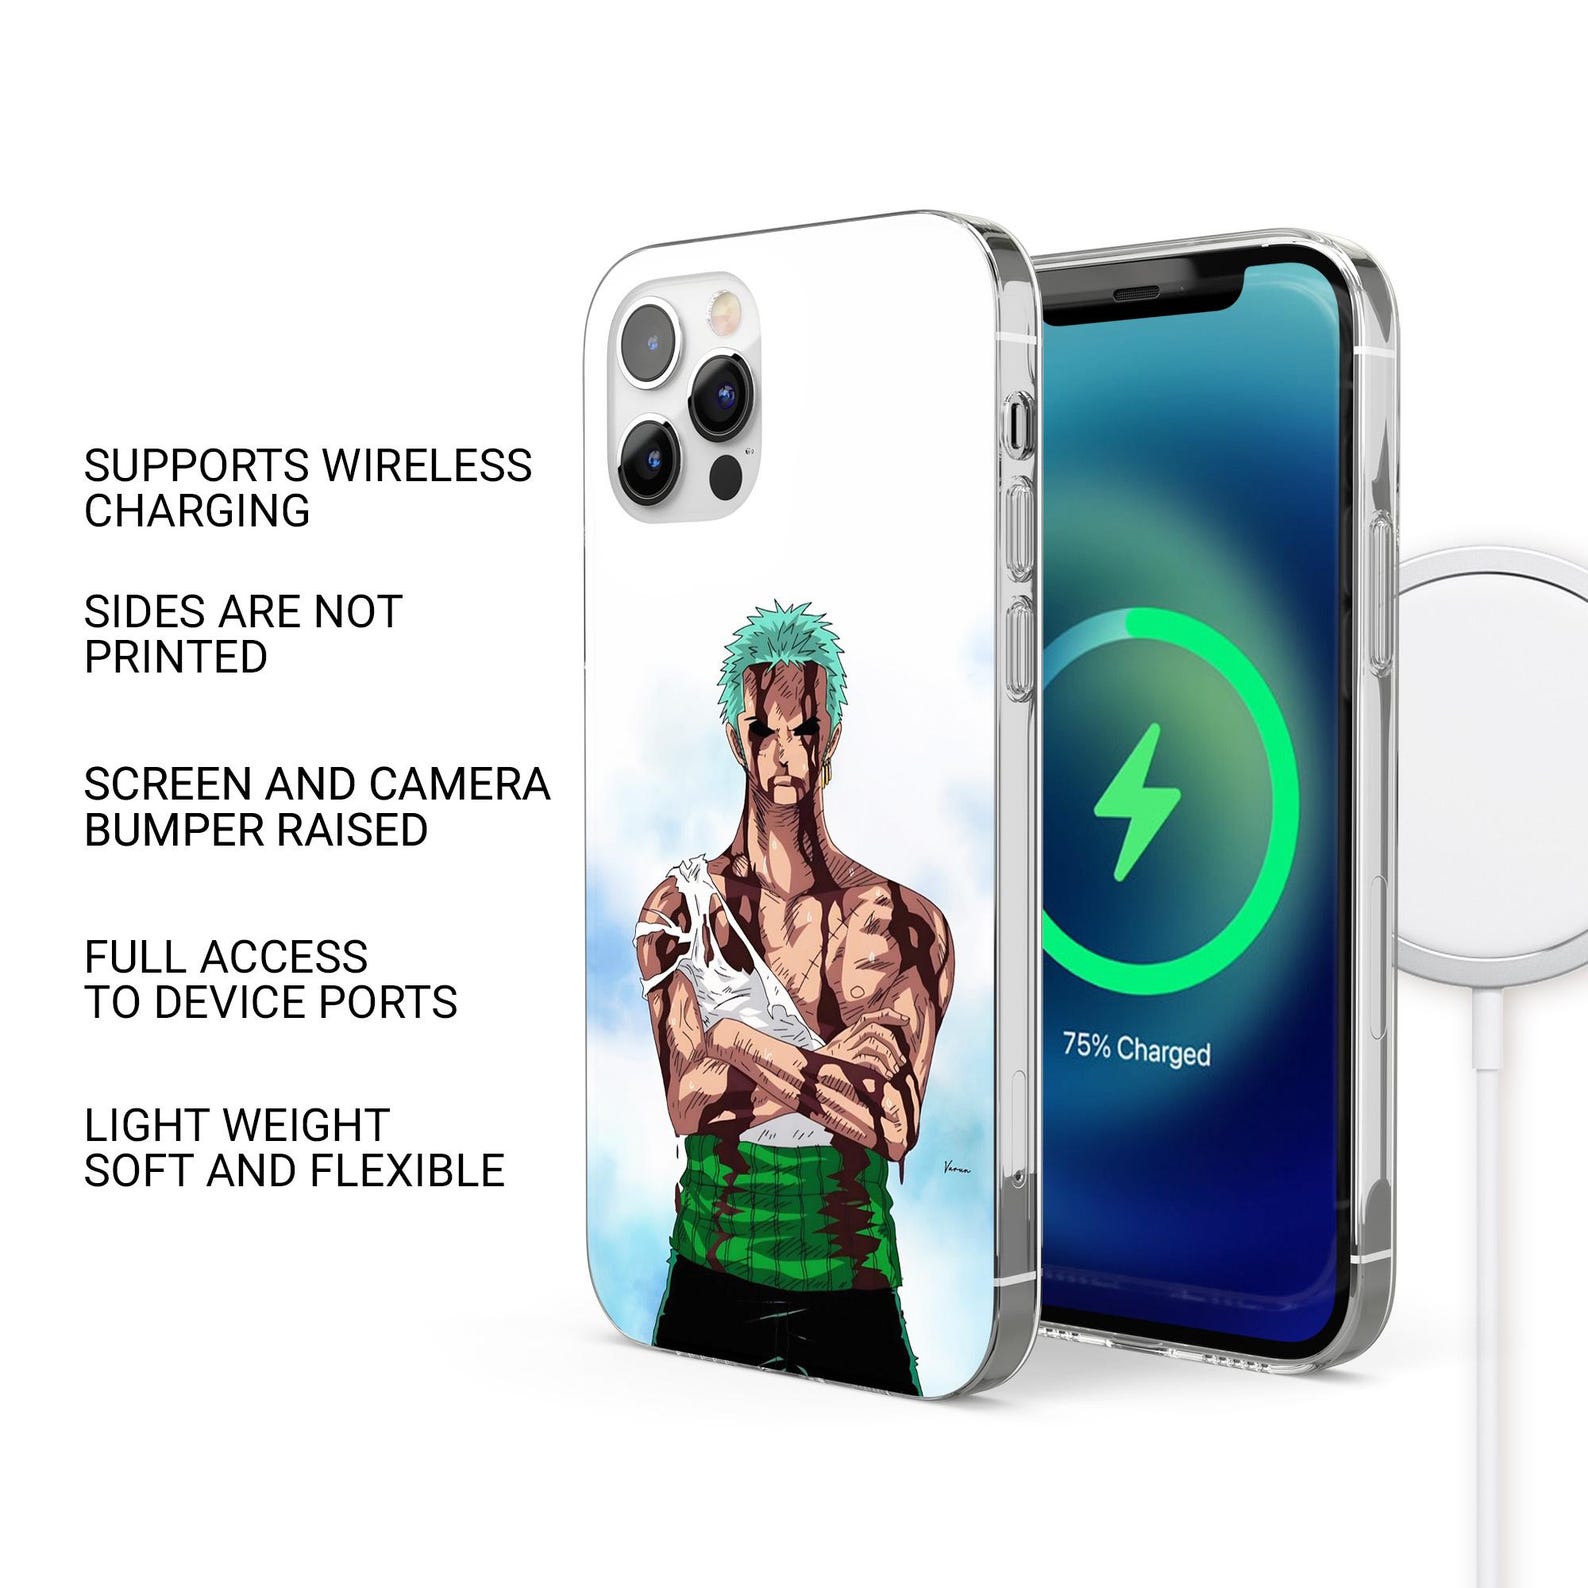 SUPPORTS WIRELESS
CHARGING
SIDES ARE NOT
PRINTED
SCREEN AND CAMERA
BUMPER RAISED
FULL ACCESS
TO DEVICE PORTS
LIGHT WEIGHT
SOFT AND FLEXIBLE
75% Charged
Varun